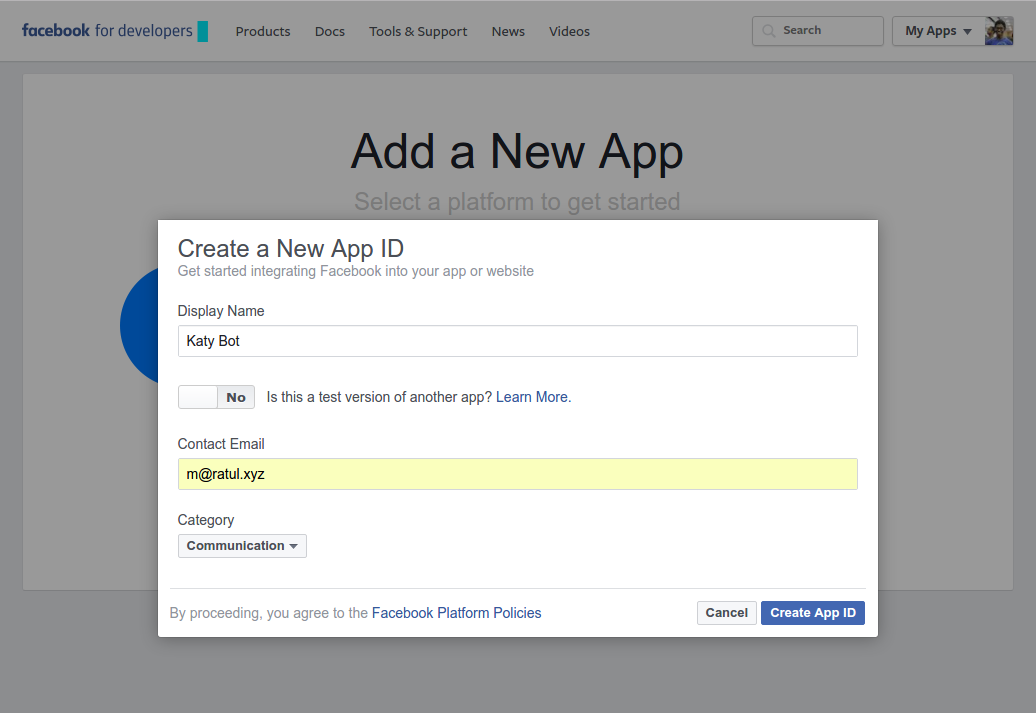 facebook for developers Products Docs Tools & Support News Videos Search My Apps
Add a New App
Select a platform to get started
Create a New App ID
Get started integrating Facebook into your app or website
Display Name
Katy Bot
No Is this a test version of another app? Learn More.
Contact Email
m@ratul.xyz
Category
Communication
By proceeding, you agree to the Facebook Platform Policies Cancel Create App ID